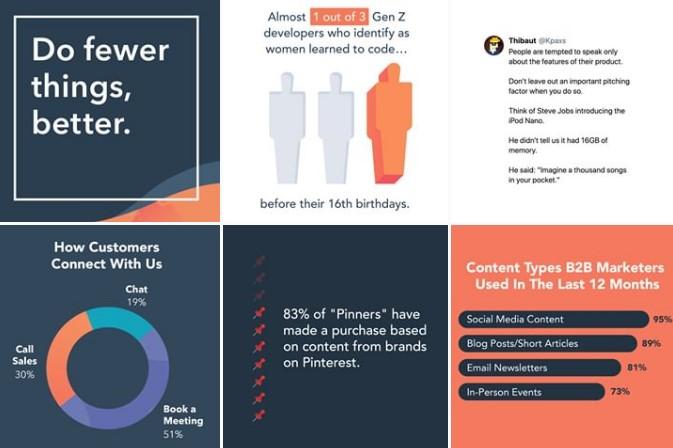 Do fewer
things,
better.
Almost 1 out of 3 Gen Z
developers who identify as
women learned to code...
before their 16th birthdays.
Thibaut @Kpaxs
People are tempted to speak only
about the features of their product.
Don't leave out an important pitching
factor when you do so.
Think of Steve Jobs introducing the
iPod Nano.
He didn't tell us it had 16GB of
memory.
He said: "Imagine a thousand songs
in your pocket."
How Customers
Connect With Us
Chat
19%
Call
Sales
30%
Book a
Meeting
51%
83% of "Pinners" have
made a purchase based
on content from brands
on Pinterest.
Content Types B2B Marketers
Used In The Last 12 Months
Social Media Content 95%
Blog Posts/Short Articles 89%
Email Newsletters 81%
In-Person Events 73%